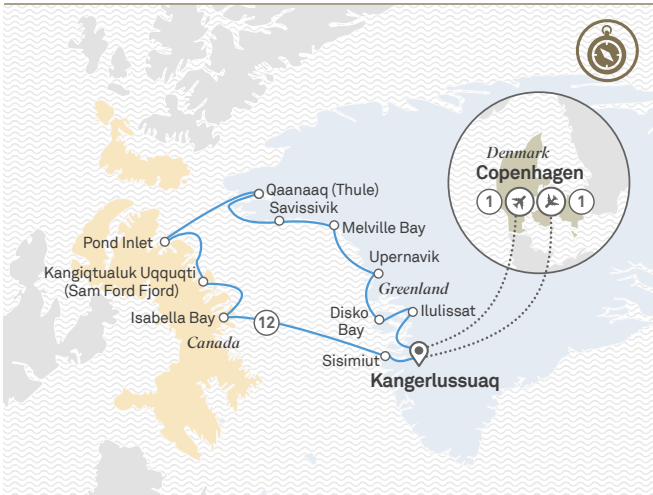 Denmark
Copenhagen
1
1
Qaanaaq (Thule)
Savissivik
Melville Bay
Pond Inlet
Upernavik
Kangiqtualuk Uqquqti
(Sam Ford Fjord)
Greenland
Disko
Bay
Ilulissat
Isabella Bay
12
Canada
Sisimiut
Kangerlussuaq